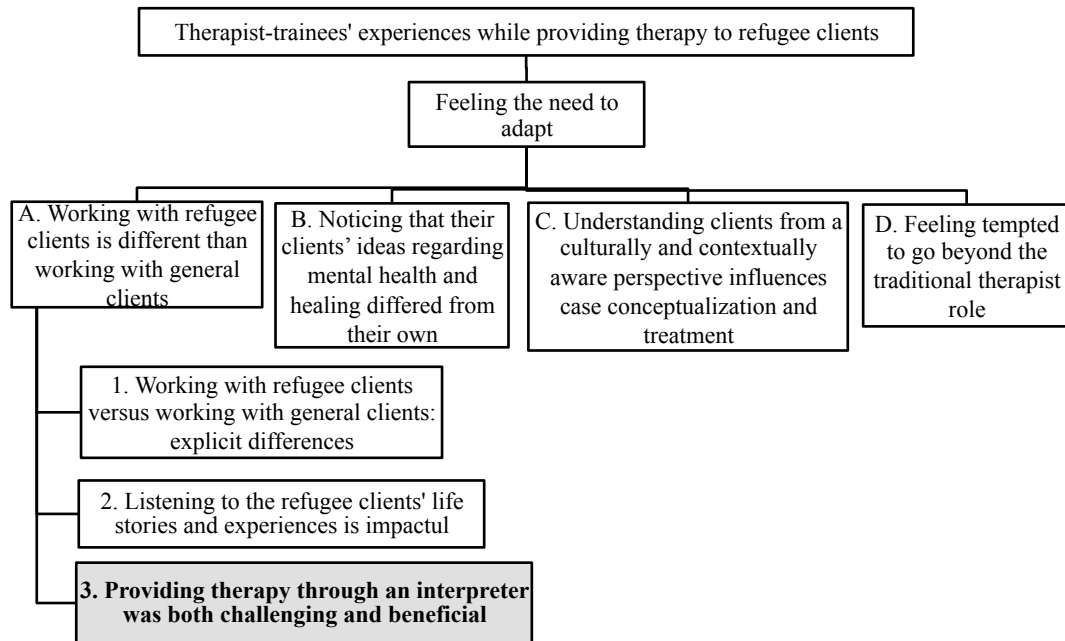 Therapist-trainees' experiences while providing therapy to refugee clients
Feeling the need to
adapt
A. Working with refugee
clients is different than
working with general
clients
B. Noticing that their
clients’ ideas regarding
mental health and
healing differed from
their own
C. Understanding clients from a
culturally and contextually
aware perspective influences
case conceptualization and
treatment
D. Feeling tempted
to go beyond the
traditional therapist
role
1. Working with refugee clients
versus working with general clients:
explicit differences
2. Listening to the refugee clients' life
stories and experiences is impactul
3. Providing therapy through an interpreter
was both challenging and beneficial